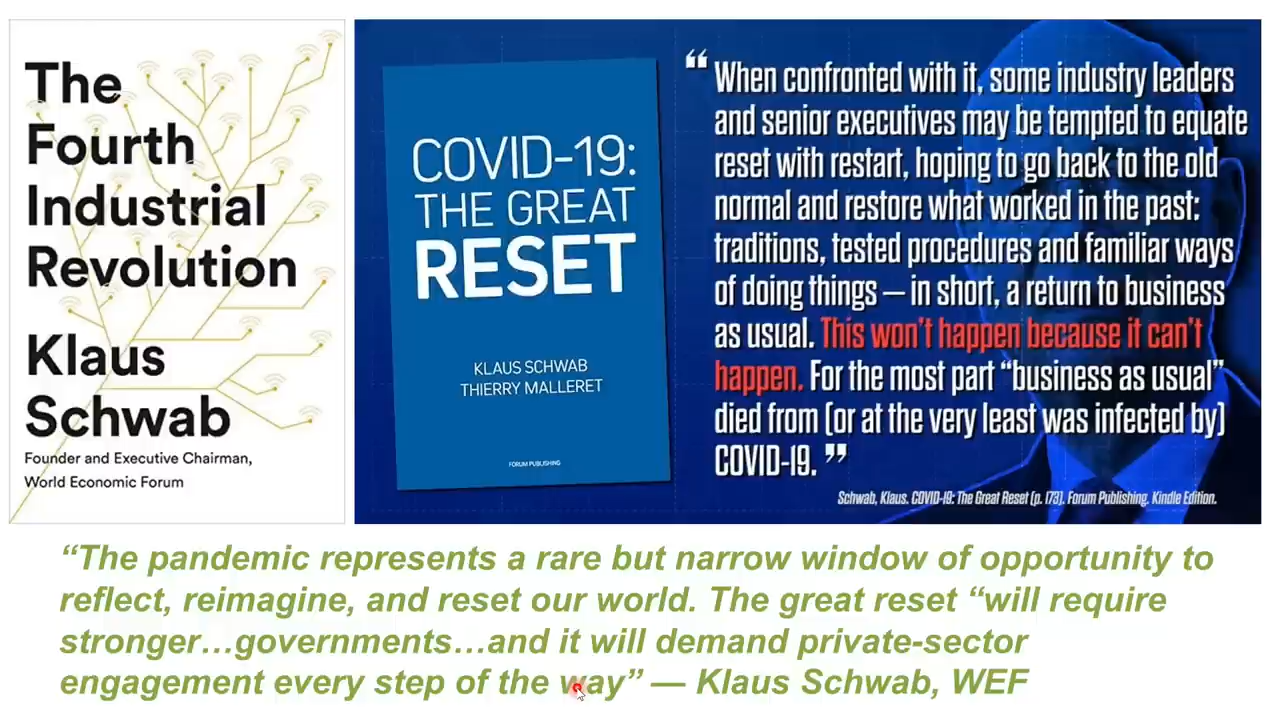 The
Fourth
Industrial
Revolution
Klaus
Schwab
Founder and Executive Chairman,
World Economic Forum
COVID-19:
THE GREAT
RESET
KLAUS SCHWAB
THIERRY MALLERET
FORUM PUBLISHING
“When confronted with it, some industry leaders
and senior executives may be tempted to equate
reset with restart, hoping to go back to the old
normal and restore what worked in the past:
traditions, tested procedures and familiar ways
of doing things – in short, a return to business
as usual. This won’t happen because it can’t
happen. For the most part “business as usual”
died from (or at the very least was infected by)
COVID-19.”
Schwab, Klaus. COVID-19: The Great Reset (p. 173). Forum Publishing. Kindle Edition.
“The pandemic represents a rare but narrow window of opportunity to
reflect, reimagine, and reset our world. The great reset “will require
stronger…governments…and it will demand private-sector
engagement every step of the way” — Klaus Schwab, WEF